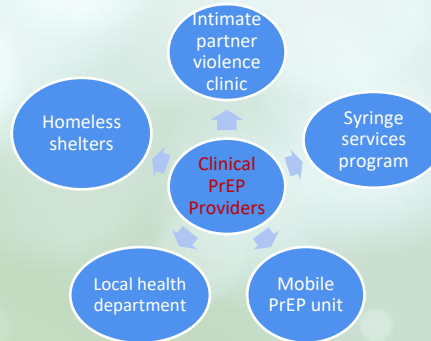 Intimate
partner
violence
clinic
Homeless
shelters
Syringe
services
program
Clinical
PrEP
Providers
Local health
department
Mobile
PrEP unit